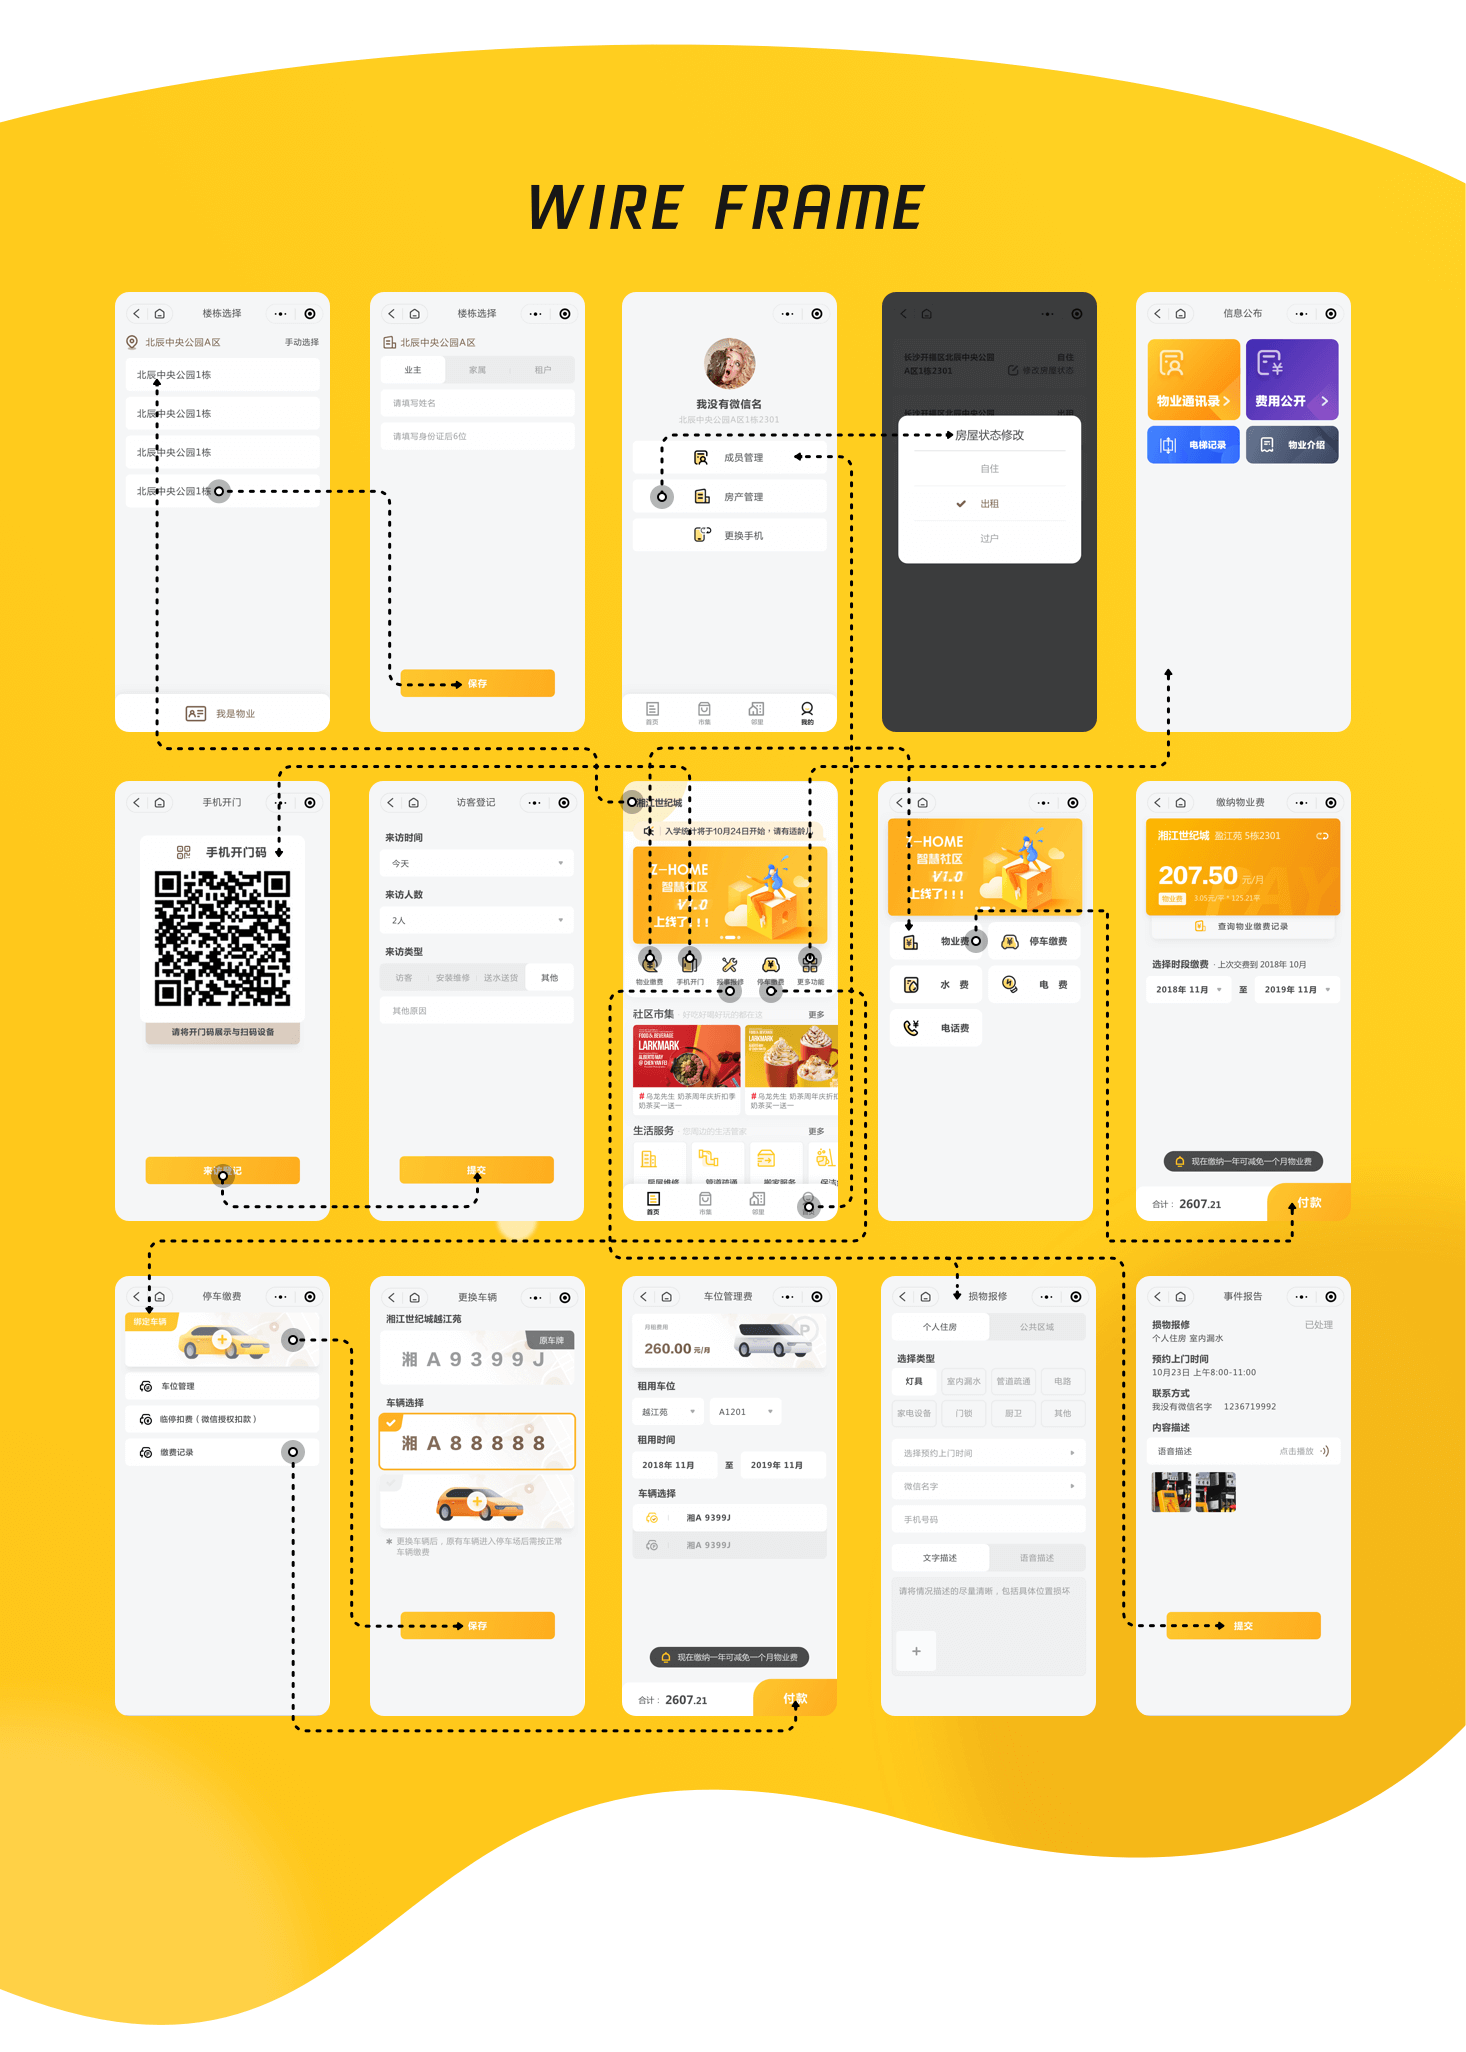 WIRE FRAME
楼栋选择
北辰中央公园A区
手动选择
北辰中央公园1栋
北辰中央公园1栋
北辰中央公园1栋
北辰中央公园1栋
我是物业
楼栋选择
北辰中央公园A区
业主
家属
租户
请填写姓名
请填写身份证后6位
保存
我没有微信名
北辰中央公园A区1栋2301
成员管理
房产管理
更换手机
首页
市集
邻里
我的
长沙开福区北辰中央公园
A区1栋2301
自住
修改房屋状态
长沙开福区北辰中央公园
出租
房屋状态修改
自住
出租
过户
信息公布
物业通讯录
费用公开
电梯记录
物业介绍
手机开门
手机开门码
请将开门码展示与扫码设备
访客登记
来访时间
今天
来访人数
2人
来访类型
访客
安装维修
送水送货
其他
其他原因
提交
湘江世纪城
入学统计将于10月24日开始，请有适龄儿
Z-HOME
智慧社区
V1.0
上线了!!!
物业缴费
手机开门
报事报修
停车缴费
更多功能
社区市集
· 好吃好喝好玩的都在这
更多
FOOD & BEVERAGE
LARKMARK
ALBERTO MAY
@ CHEN YAN FEI
FOOD & BEVERAGE
LARKMARK
# 乌龙先生 奶茶周年庆折扣季
奶茶买一送一
# 乌龙先生 奶茶周年庆折扣
奶茶买一送一
生活服务
· 您周边的生活管家
更多
房屋维修
管道疏通
搬家服务
保洁
首页
市集
邻里
Z-HOME
智慧社区
V1.0
上线了!!!
物业费
停车缴费
水 费
电 费
电话费
缴纳物业费
湘江世纪城 盈江苑 5栋2301
207.50 元/月
物业费
3.05元/平 * 125.21平
PAY
查询物业缴费记录
选择时段缴费 · 上次交费到 2018年 10月
2018年 11月
至
2019年 11月
现在缴纳一年可减免一个月物业费
合计： 2607.21
付款
停车缴费
绑定车辆
车位管理
临停扣费（微信授权扣款）
缴费记录
更换车辆
湘江世纪城越江苑
原车牌
湘 A 9 3 9 9 J
车辆选择
湘 A 8 8 8 8 8
* 更换车辆后，原有车辆进入停车场后需按正常
车辆缴费
保存
车位管理费
月租费用
260.00 元/月
P
租用车位
越江苑
A1201
租用时间
2018年 11月
至
2019年 11月
车辆选择
湘A 9399J
湘A 9399J
现在缴纳一年可减免一个月物业费
合计： 2607.21
付款
损物报修
个人住房
公共区域
选择类型
灯具
室内漏水
管道疏通
电路
家电设备
门锁
厨卫
其他
选择预约上门时间
微信名字
手机号码
文字描述
语音描述
请将情况描述的尽量清晰，包括具体位置损坏
事件报告
损物报修
已处理
个人住房 室内漏水
预约上门时间
10月23日 上午8:00-11:00
联系方式
我没有微信名字 1236719992
内容描述
语音描述
点击播放
提交